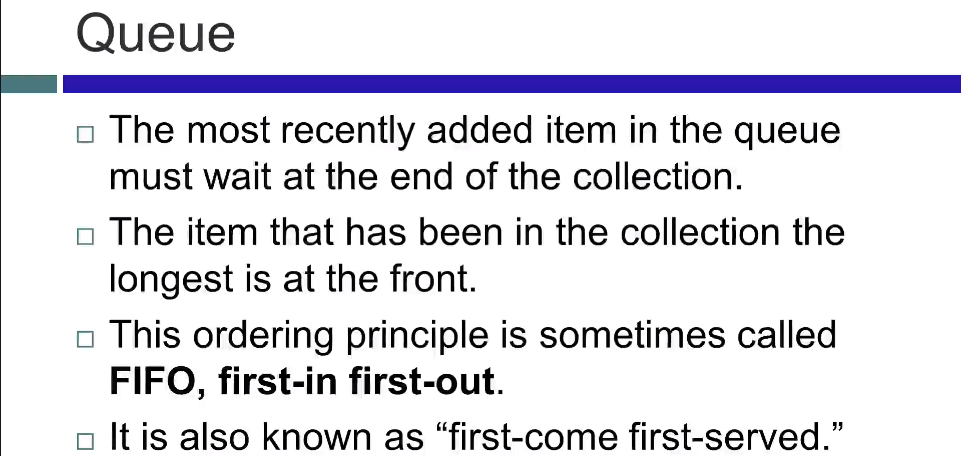 Queue
The most recently added item in the queue
must wait at the end of the collection.
The item that has been in the collection the
longest is at the front.
This ordering principle is sometimes called
FIFO, first-in first-out.
It is also known as “first-come first-served.”